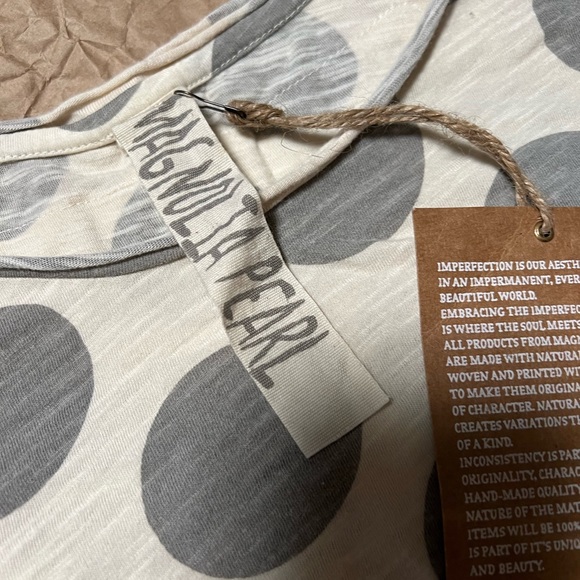 MAGNOLIA PEARL
IMPERFECTION IS OUR AESTH
IN AN IMPERMANENT, EVER
BEAUTIFUL WORLD.
EMBRACING THE IMPERFEC
IS WHERE THE SOUL MEETS
ALL PRODUCTS FROM MAG
ARE MADE WITH NATURA
WOVEN AND PRINTED WI
TO MAKE THEM ORIGINA
OF CHARACTER. NATURA
CREATES VARIATIONS TH
OF A KIND.
INCONSISTENCY IS PAR
ORIGINALITY, CHARAC
HAND-MADE QUALITY
NATURE OF THE MAT
ITEMS WILL BE 100%
IS PART OF IT'S UNIQ
AND BEAUTY.